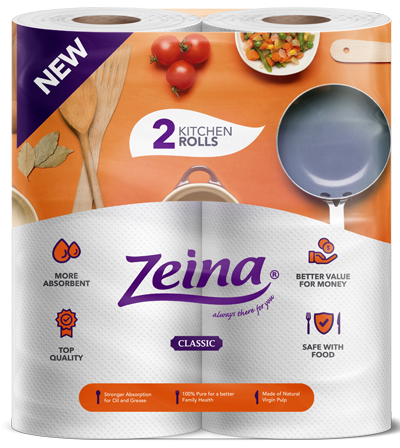 NEW
2 KITCHEN
ROLLS
Zeina®
always there for you
CLASSIC
MORE
ABSORBENT
TOP
QUALITY
BETTER VALUE
FOR MONEY
SAFE WITH
FOOD
Stronger Absorption
for Oil and Grease
100% Pure for a better
Family Health
Made of Natural
Virgin Pulp